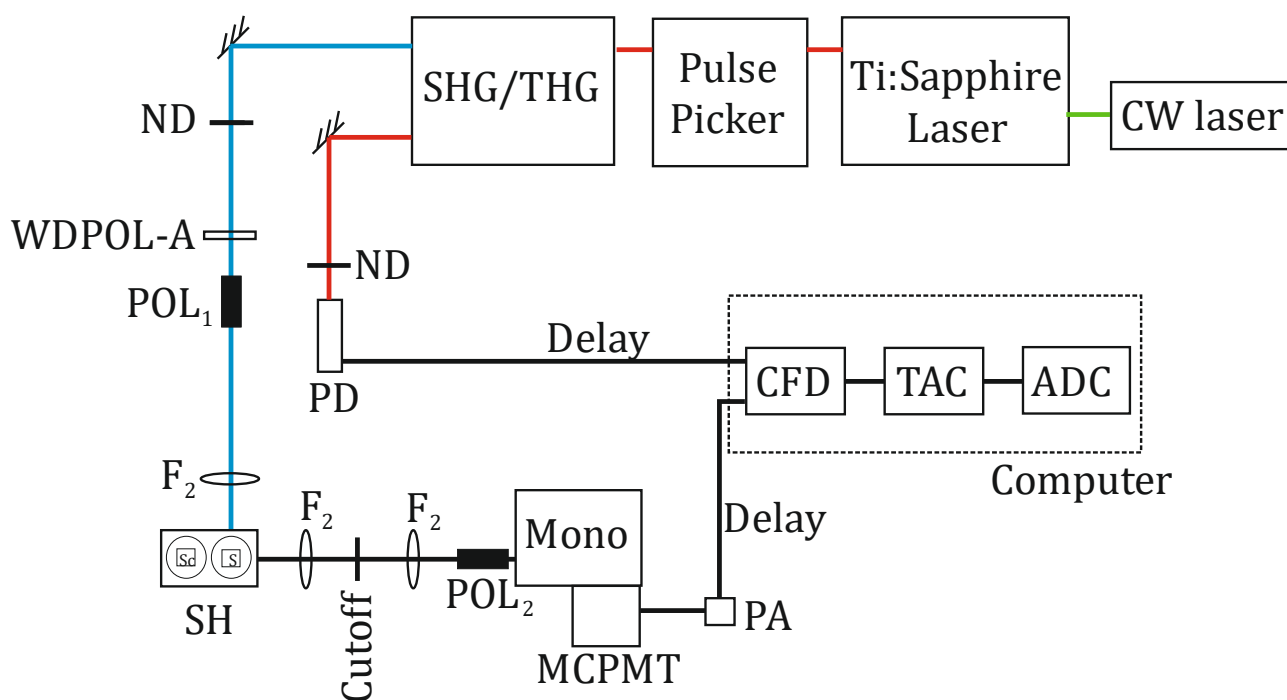 SHG/THG
Pulse
Picker
Ti:Sapphire
Laser
CW laser
ND
WDPOL-A
POL₁
ND
PD
Delay
CFD
TAC
ADC
Computer
F₂
F₂
F₂
Sc
S
SH
Cutoff
POL₂
Mono
MCPMT
PA
Delay